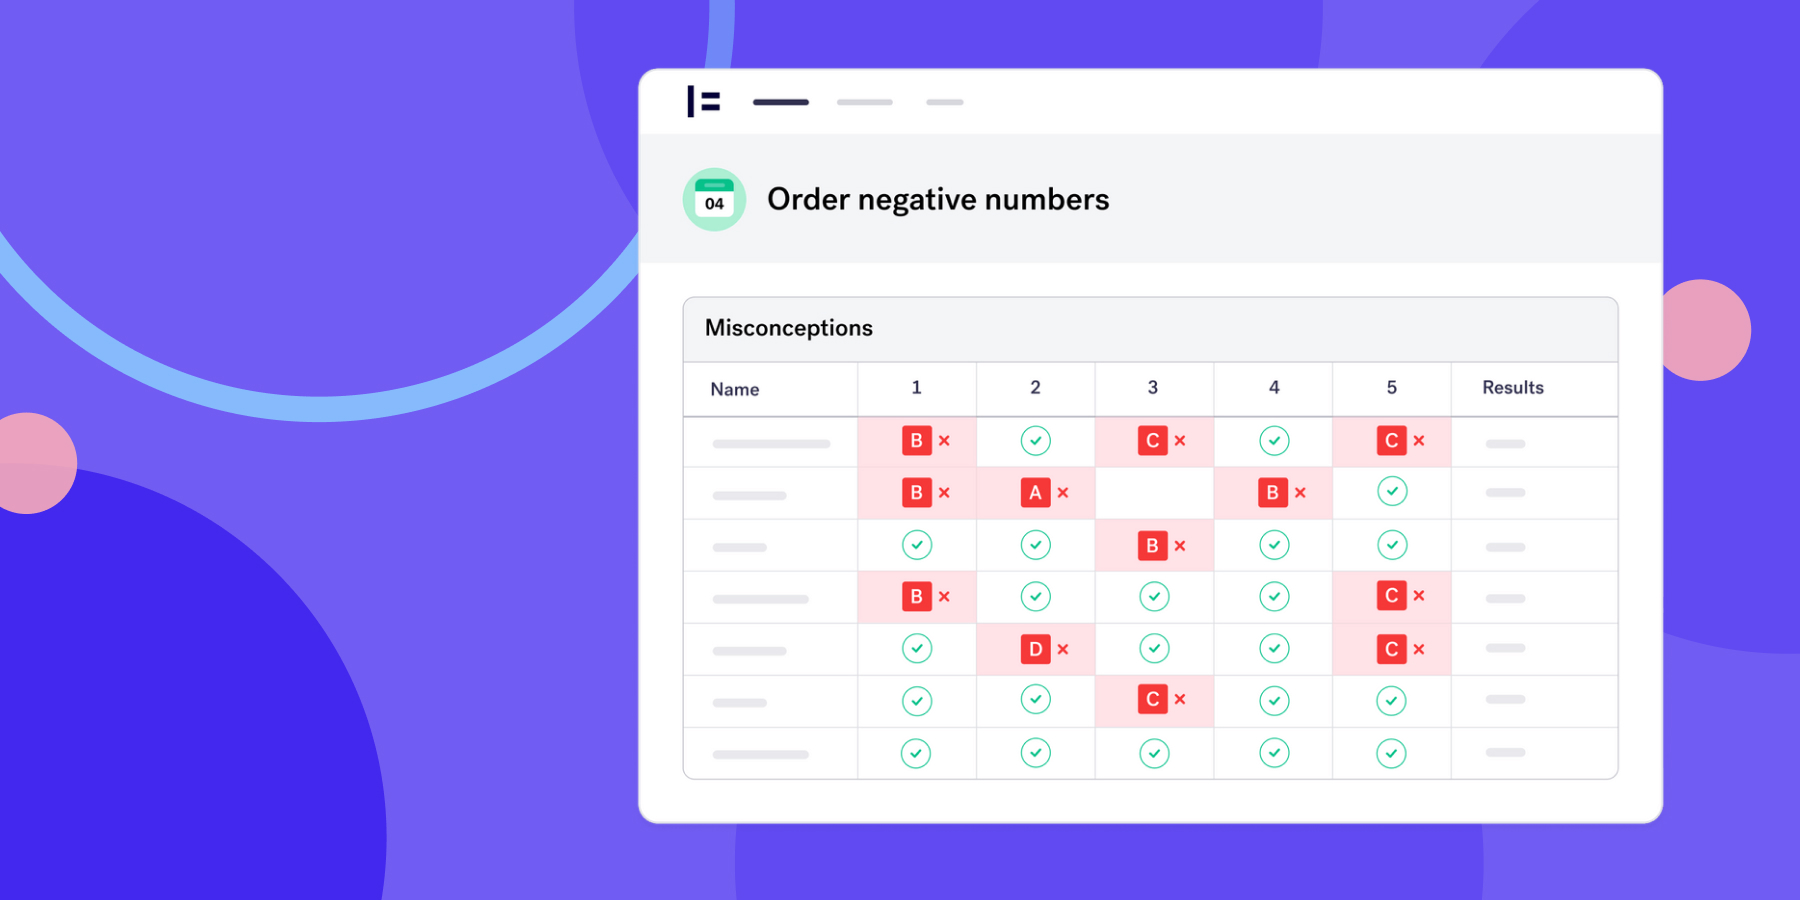 04
Order negative numbers
Misconceptions
Name 1 2 3 4 5 Results
B C C
B A B
B
B C
D C
C